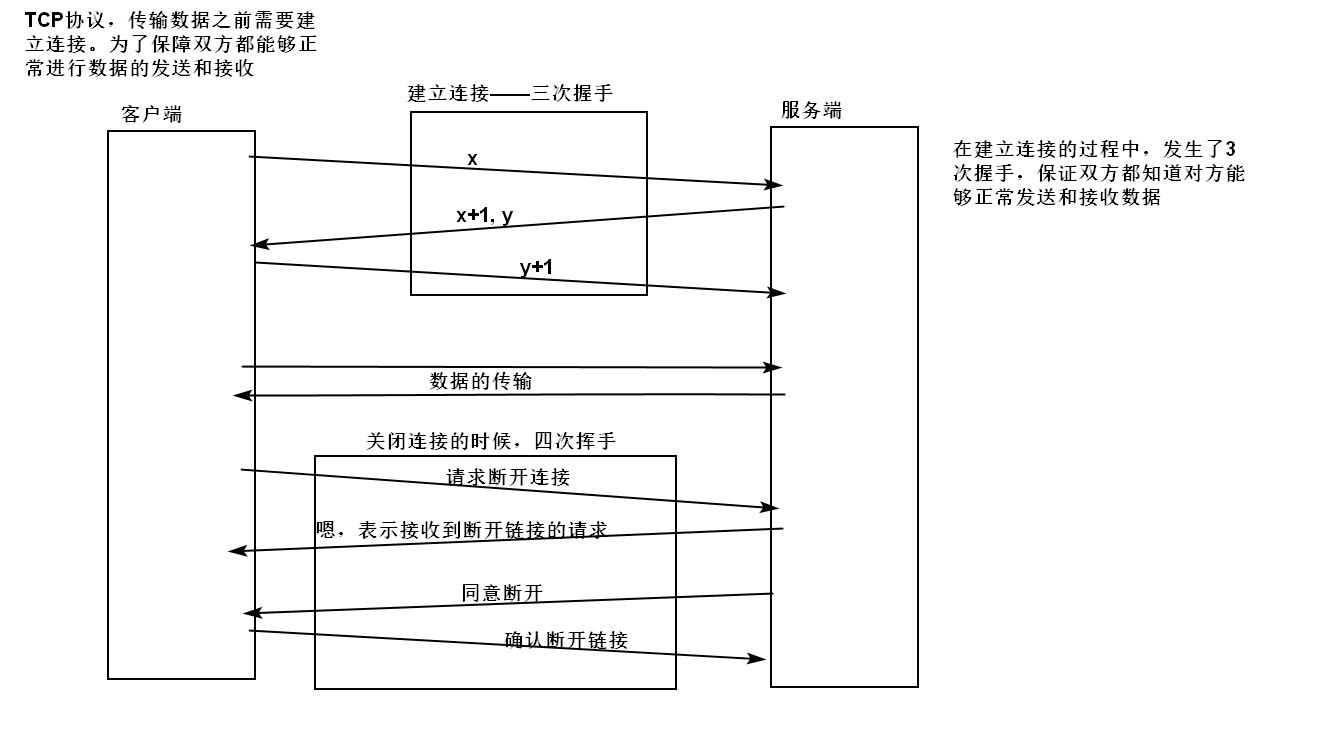 TCP协议，传输数据之前需要建
立连接。为了保障双方都能够正
常进行数据的发送和接收
建立连接——三次握手
客户端
服务端
x
在建立连接的过程中，发生了3
次握手，保证双方都知道对方能
够正常发送和接收数据
x+1, y
y+1
数据的传输
关闭连接的时候，四次挥手
请求断开连接
嗯，表示接收到断开链接的请求
同意断开
确认断开链接